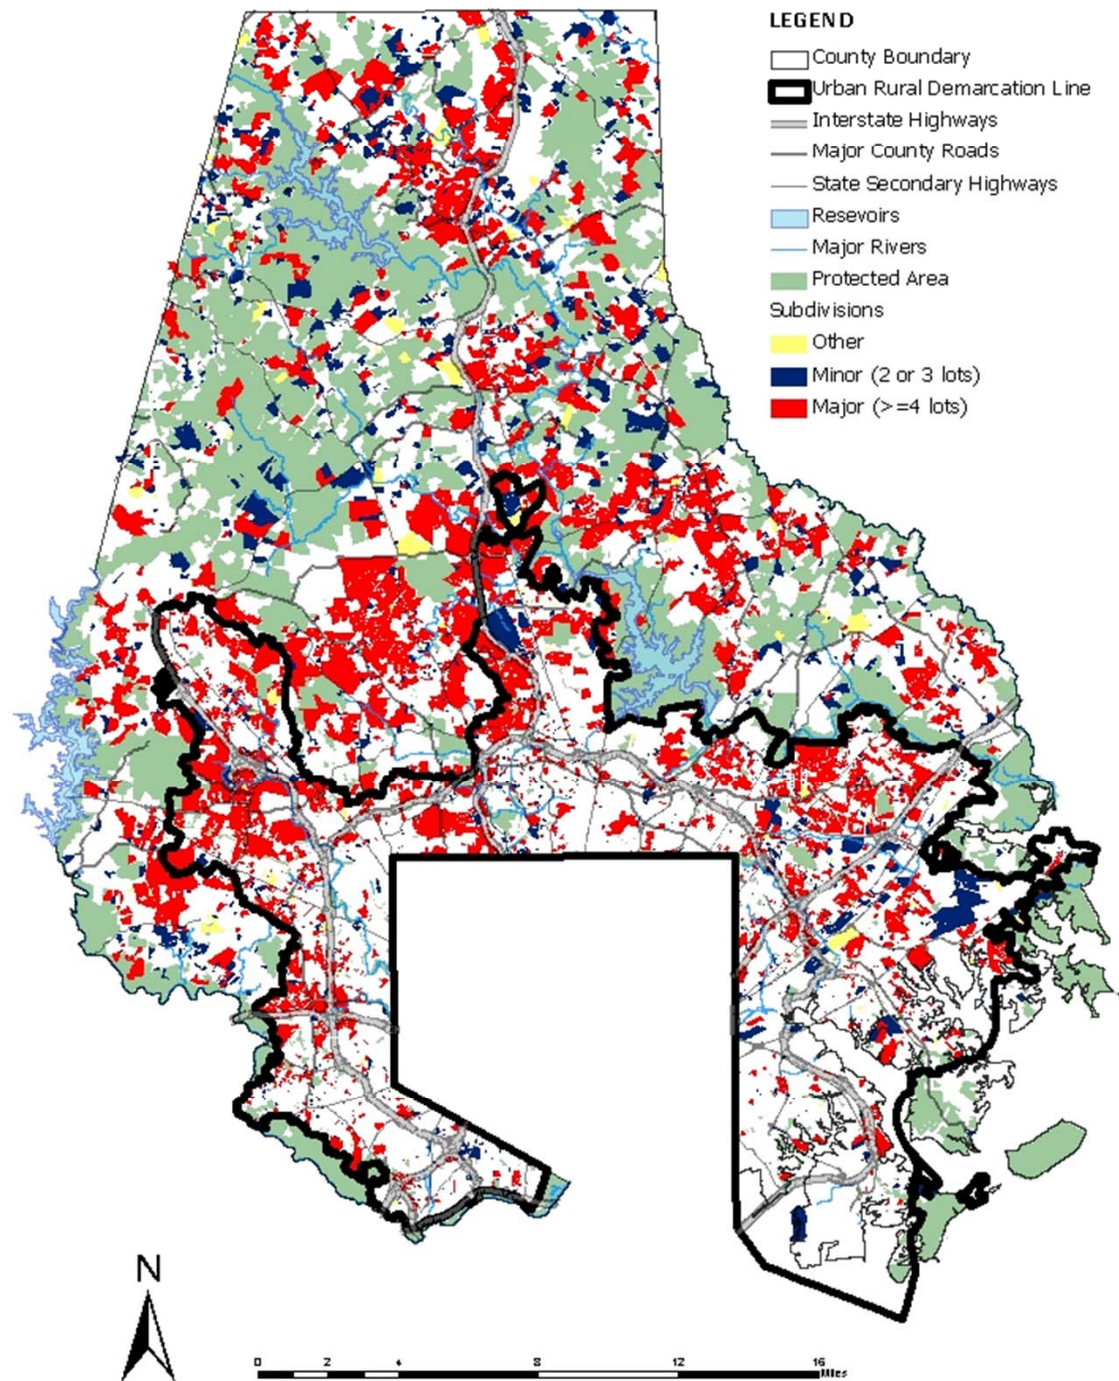 LEGEND
County Boundary
Urban Rural Demarcation Line
Interstate Highways
Major County Roads
State Secondary Highways
Resevoirs
Major Rivers
Protected Area
Subdivisions
Other
Minor (2 or 3 lots)
Major (>=4 lots)
N
0 2 4 8 12 16
Miles